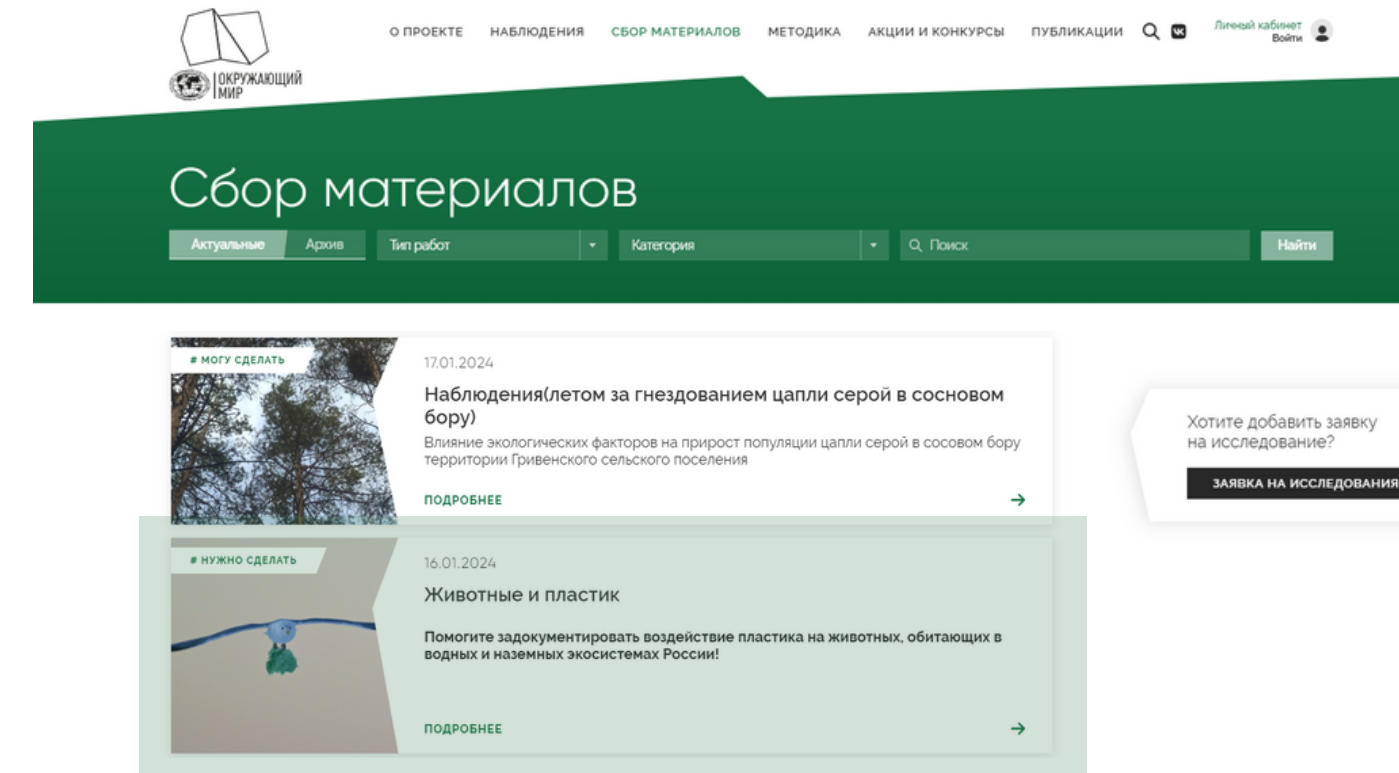 О ПРОЕКТЕ НАБЛЮДЕНИЯ СБОР МАТЕРИАЛОВ МЕТОДИКА АКЦИИ И КОНКУРСЫ ПУБЛИКАЦИИ Личный кабинет
Войти
ОКРУЖАЮЩИЙ
МИР
Сбор материалов
Актуальные Архив Тип работ Категория Поиск Найти
# МОГУ СДЕЛАТЬ
17.01.2024
Наблюдения(летом за гнездованием цапли серой в сосновом
бору)
Влияние экологических факторов на прирост популяции цапли серой в сосовом бору
территории Гривенского сельского поселения
ПОДРОБНЕЕ
Хотите добавить заявку
на исследование?
ЗАЯВКА НА ИССЛЕДОВАНИЯ
# НУЖНО СДЕЛАТЬ
16.01.2024
Животные и пластик
Помогите задокументировать воздействие пластика на животных, обитающих в
водных и наземных экосистемах России!
ПОДРОБНЕЕ